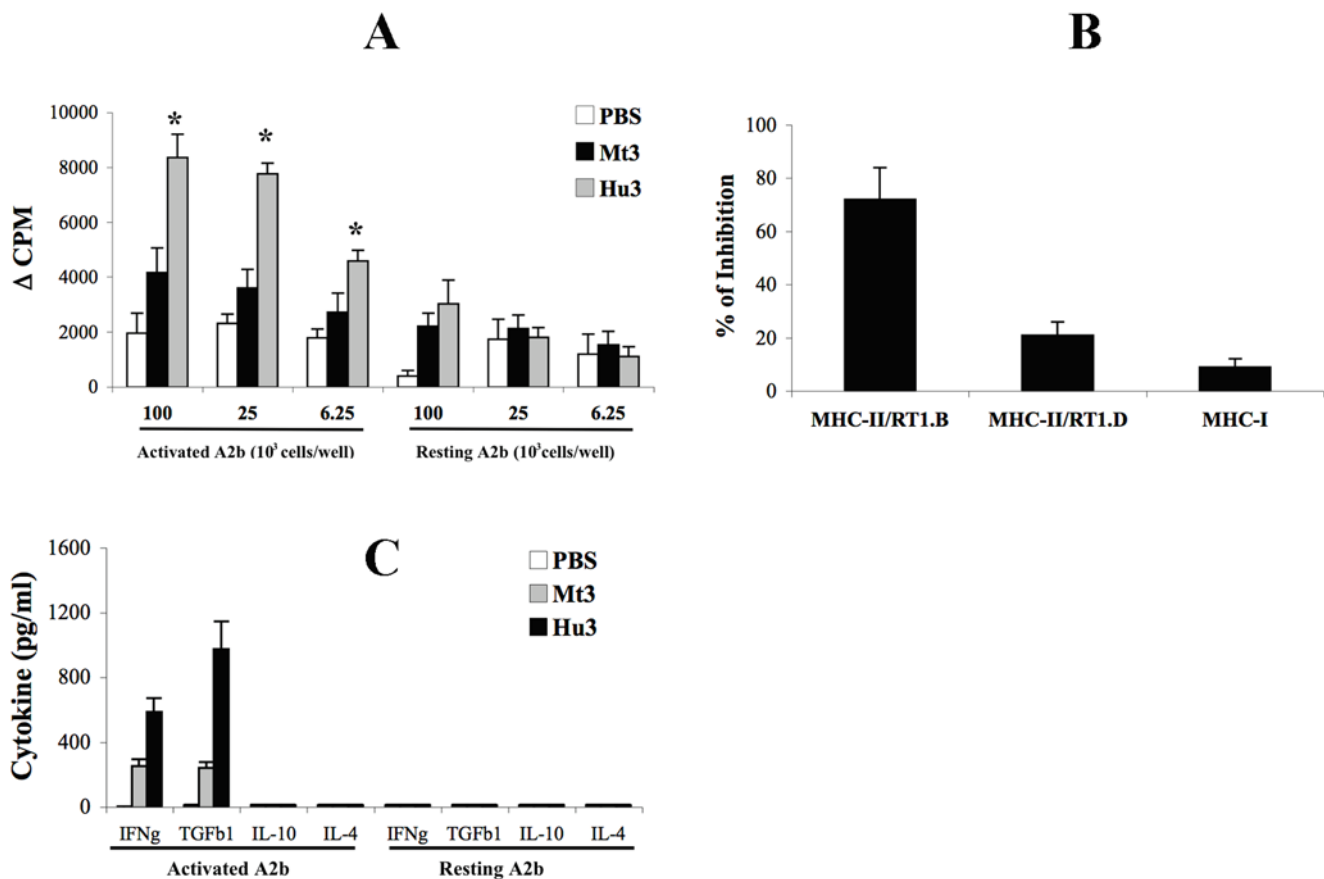 A
10000
8000
6000
4000
2000
0
Δ CPM
* * *
PBS
Mt3
Hu3
100 25 6.25 100 25 6.25
Activated A2b (10³ cells/well) Resting A2b (10³ cells/well)
B
100
80
60
40
20
0
% of Inhibition
MHC-II/RT1.B MHC-II/RT1.D MHC-I
C
1600
1200
800
400
0
Cytokine (pg/ml)
PBS
Mt3
Hu3
IFNg TGFb1 IL-10 IL-4 IFNg TGFb1 IL-10 IL-4
Activated A2b Resting A2b